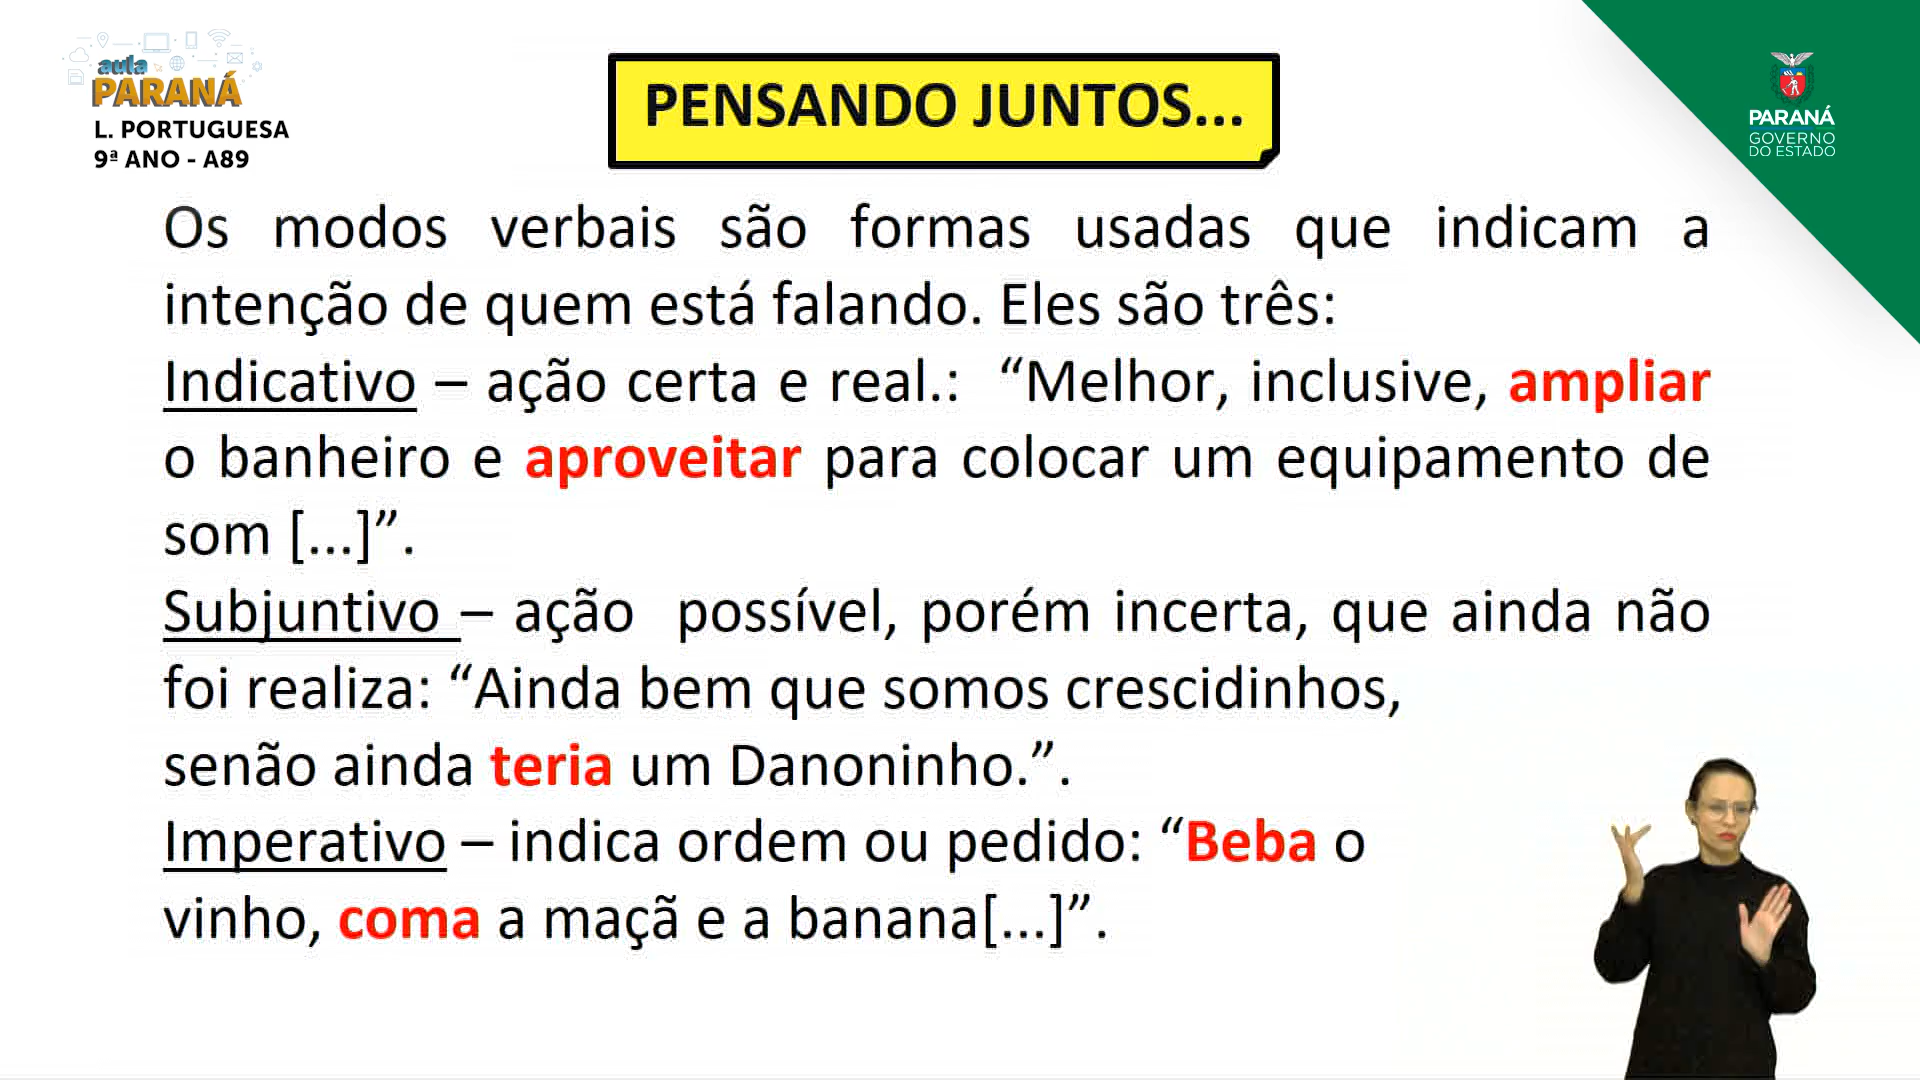 aula
PARANÁ
L. PORTUGUESA
9ª ANO - A89
PENSANDO JUNTOS...
PARANÁ
GOVERNO
DO ESTADO
Os modos verbais são formas usadas que indicam a
intenção de quem está falando. Eles são três:
Indicativo – ação certa e real.: “Melhor, inclusive, ampliar
o banheiro e aproveitar para colocar um equipamento de
som [...]”.
Subjuntivo – ação possível, porém incerta, que ainda não
foi realiza: “Ainda bem que somos crescidinhos,
senão ainda teria um Danoninho.”.
Imperativo – indica ordem ou pedido: “Beba o
vinho, coma a maçã e a banana[...]”.